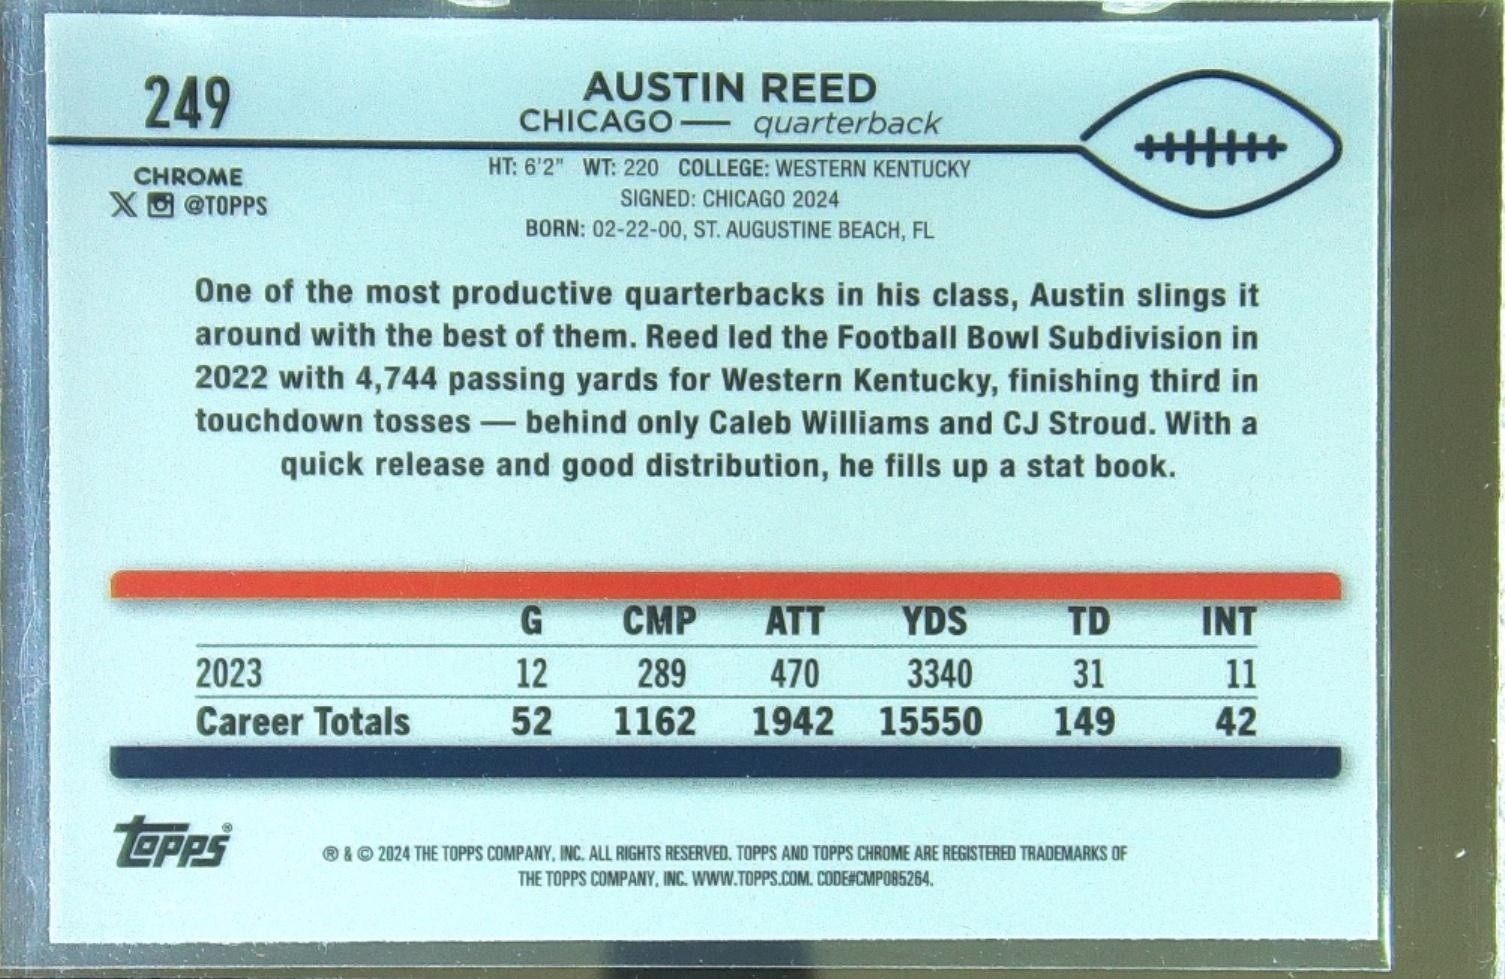 249
AUSTIN REED
CHICAGO — quarterback
CHROME
X @TOPPS
HT: 6'2" WT: 220 COLLEGE: WESTERN KENTUCKY
SIGNED: CHICAGO 2024
BORN: 02-22-00, ST. AUGUSTINE BEACH, FL
One of the most productive quarterbacks in his class, Austin slings it
around with the best of them. Reed led the Football Bowl Subdivision in
2022 with 4,744 passing yards for Western Kentucky, finishing third in
touchdown tosses — behind only Caleb Williams and CJ Stroud. With a
quick release and good distribution, he fills up a stat book.
G CMP ATT YDS TD INT
2023 12 289 470 3340 31 11
Career Totals 52 1162 1942 15550 149 42
Topps®
® & © 2024 THE TOPPS COMPANY, INC. ALL RIGHTS RESERVED. TOPPS AND TOPPS CHROME ARE REGISTERED TRADEMARKS OF
THE TOPPS COMPANY, INC. WWW.TOPPS.COM. CODE#CMP085264.